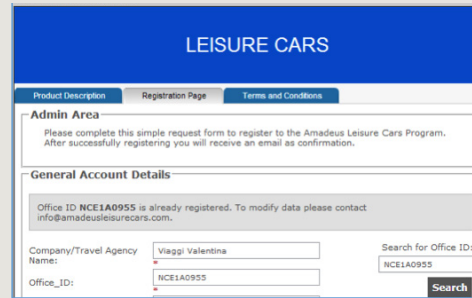 LEISURE CARS
Product Description Registration Page Terms and Conditions
Admin Area
Please complete this simple request form to register to the Amadeus Leisure Cars Program.
After successfully registering you will receive an email as confirmation.
General Account Details
Office ID NCE1A0955 is already registered. To modify data please contact
info@amadeusleisurecars.com.
Company/Travel Agency
Name:
Viaggi Valentina
*
Search for Office ID:
NCE1A0955
Office_ID:
NCE1A0955
*
Search